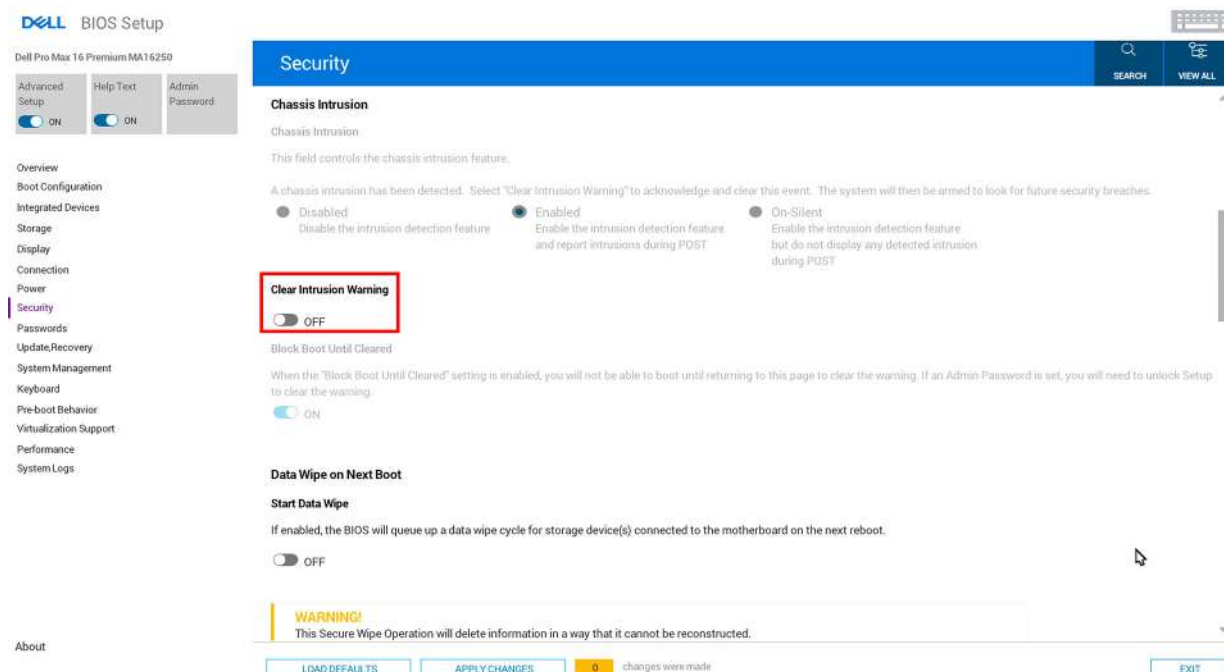 DELL BIOS Setup
Dell Pro Max 16 Premium MA16250
Advanced Setup
ON
Help Text
ON
Admin Password
Overview
Boot Configuration
Integrated Devices
Storage
Display
Connection
Power
Security
Passwords
Update,Recovery
System Management
Keyboard
Pre-boot Behavior
Virtualization Support
Performance
System Logs
About
Security
SEARCH
VIEW ALL
Chassis Intrusion
Chassis Intrusion
This field controls the chassis intrusion feature.
A chassis intrusion has been detected. Select "Clear Intrusion Warning" to acknowledge and clear this event. The system will then be armed to look for future security breaches.
Disabled
Disable the intrusion detection feature
Enabled
Enable the intrusion detection feature
and report intrusions during POST
On-Silent
Enable the intrusion detection feature
but do not display any detected intrusion
during POST
Clear Intrusion Warning
OFF
Block Boot Until Cleared
When the "Block Boot Until Cleared" setting is enabled, you will not be able to boot until returning to this page to clear the warning. If an Admin Password is set, you will need to unlock Setup
to clear the warning.
ON
Data Wipe on Next Boot
Start Data Wipe
If enabled, the BIOS will queue up a data wipe cycle for storage device(s) connected to the motherboard on the next reboot.
OFF
WARNING!
This Secure Wipe Operation will delete information in a way that it cannot be reconstructed.
LOAD DEFAULTS
APPLY CHANGES
0 changes were made
EXIT